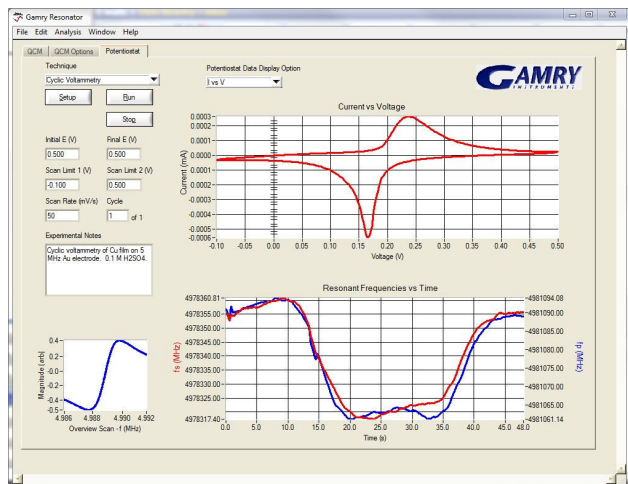 Gamry Resonator
File Edit Analysis Window Help
QCM QCM Options Potentiostat
Technique
Cyclic Voltammetry
Setup Run
Stop
Potentiostat Data Display Option
I vs V
GAMRY
INSTRUMENTS
Initial E (V) Final E (V)
0.500 0.500
Scan Limit 1 (V) Scan Limit 2 (V)
-0.100 0.500
Scan Rate (mV/s) Cycle
50 1 of 1
Experimental Notes
Cyclic voltammetry of Cu film on 5
MHz Au electrode. 0.1 M H2SO4.
Current vs Voltage
Current (mA)
0.0003
0.0002
0.0001
0.0000
0.0001
-0.0002
-0.0003
-0.0004
-0.0005
-0.0006
-0.10 -0.05 0.00 0.05 0.10 0.15 0.20 0.25 0.30 0.35 0.40 0.45 0.50
Voltage (V)
Resonant Frequencies vs Time
fs (MHz)
4978360.81
4978355.00
4978350.00
4978345.00
4978340.00
4978335.00
4978330.00
4978325.00
4978317.40
4981094.08
4981090.00
4981085.00
4981080.00
4981075.00
4981070.00
4981065.00
4981061.14
fp (MHz)
0.0 5.0 10.0 15.0 20.0 25.0 30.0 35.0 40.0 45.0 48.0
Time (s)
Magnitude (arb)
0.4
0.2
-0.0
-0.2
-0.4
-0.5
4.986 4.988 4.990 4.992
Overview Scan - f (MHz)